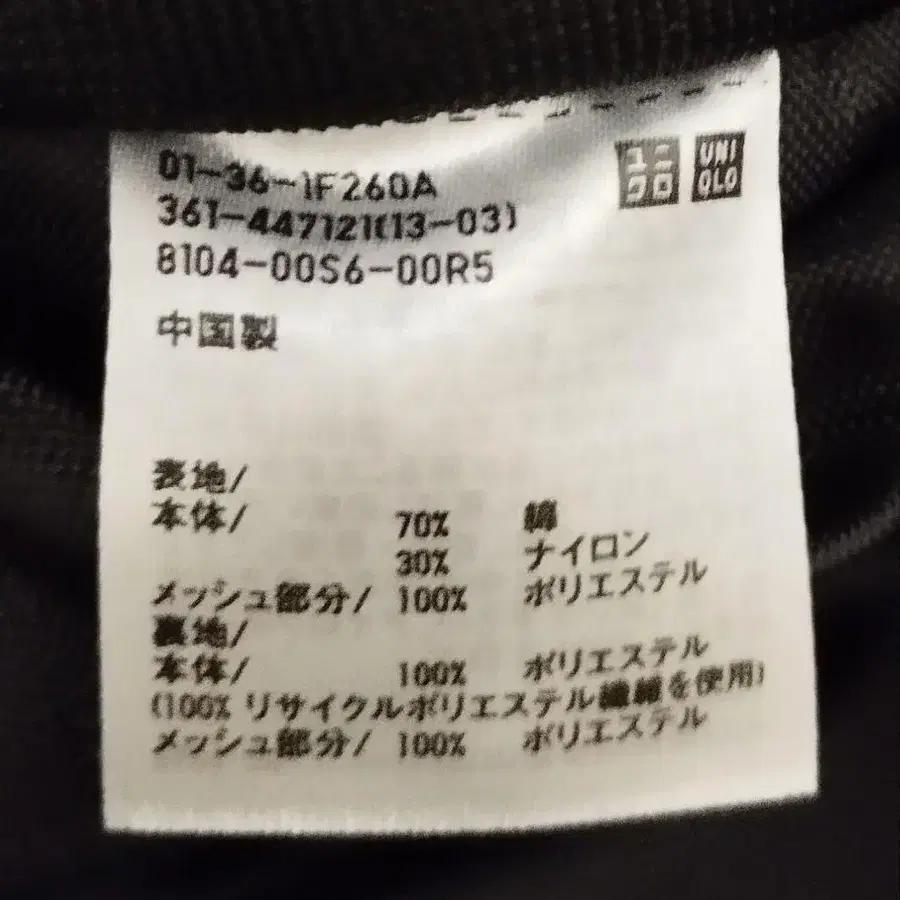 01-36-1F260A
361-447121(13-03)
8104-00S6-00R5
ユニクロ
UNIQLO
中国製
表地/
本体/ 70% 綿
30% ナイロン
メッシュ部分/ 100% ポリエステル
裏地/
本体/ 100% ポリエステル
(100% リサイクルポリエステル繊維を使用)
メッシュ部分/ 100% ポリエステル